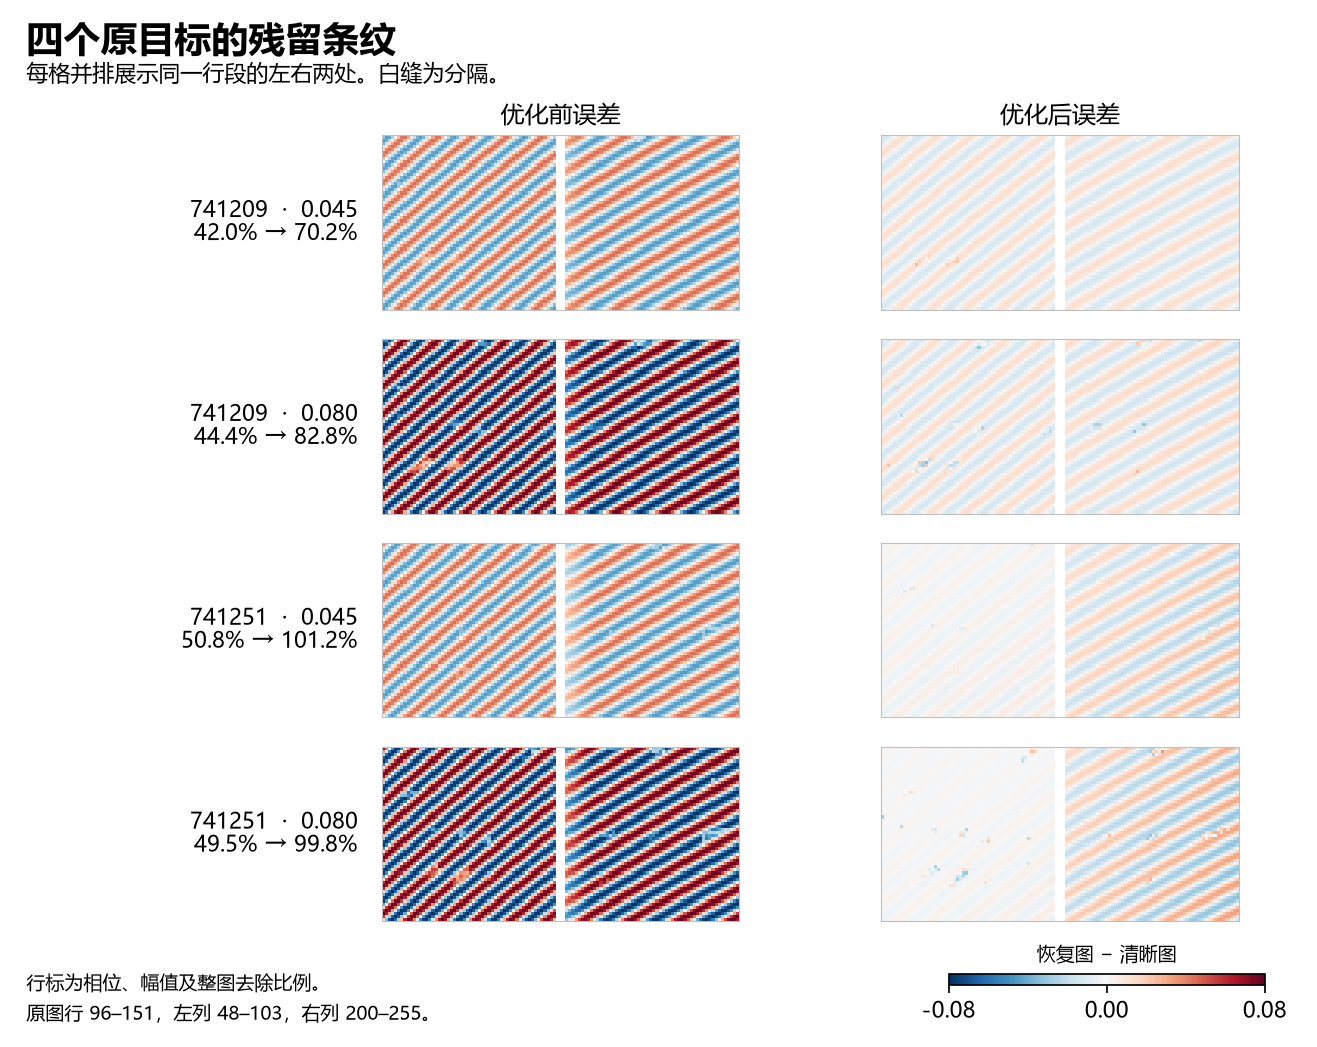 四个原目标的残留条纹
每格并排展示同一行段的左右两处。白缝为分隔。
优化前误差
优化后误差
741209 · 0.045
42.0% → 70.2%
741209 · 0.080
44.4% → 82.8%
741251 · 0.045
50.8% → 101.2%
741251 · 0.080
49.5% → 99.8%
恢复图 − 清晰图
-0.08
0.00
0.08
行标为相位、幅值及整图去除比例。
原图行 96–151，左列 48–103，右列 200–255。